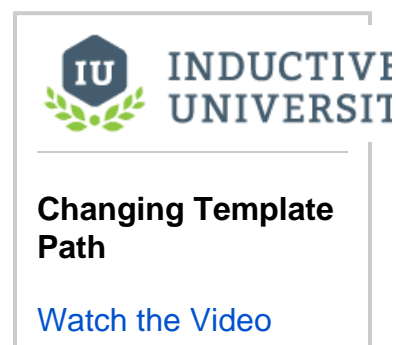 IU
INDUCTIVE
UNIVERSIT
Changing Template
Path
Watch the Video